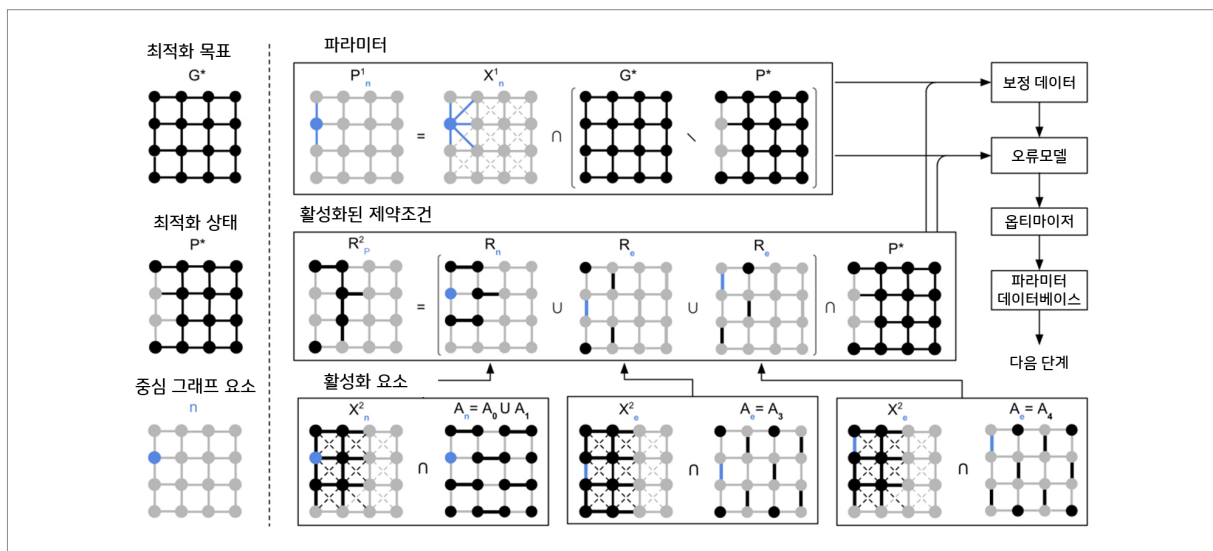 최적화 목표
G*
파라미터
P¹ₙ
X¹ₙ
G*
P*
=
∩
\
최적화 상태
P*
활성화된 제약조건
R²ₚ
Rₙ
Rₑ
Rₑ
P*
=
∪
∪
∩
중심 그래프 요소
n
활성화 요소
X²ₙ
Aₙ = A₀ ∪ A₁
∩
X²ₑ
Aₑ = A₃
∩
X²ₑ
Aₑ = A₄
∩
보정 데이터
오류모델
옵티마이저
파라미터
데이터베이스
다음 단계